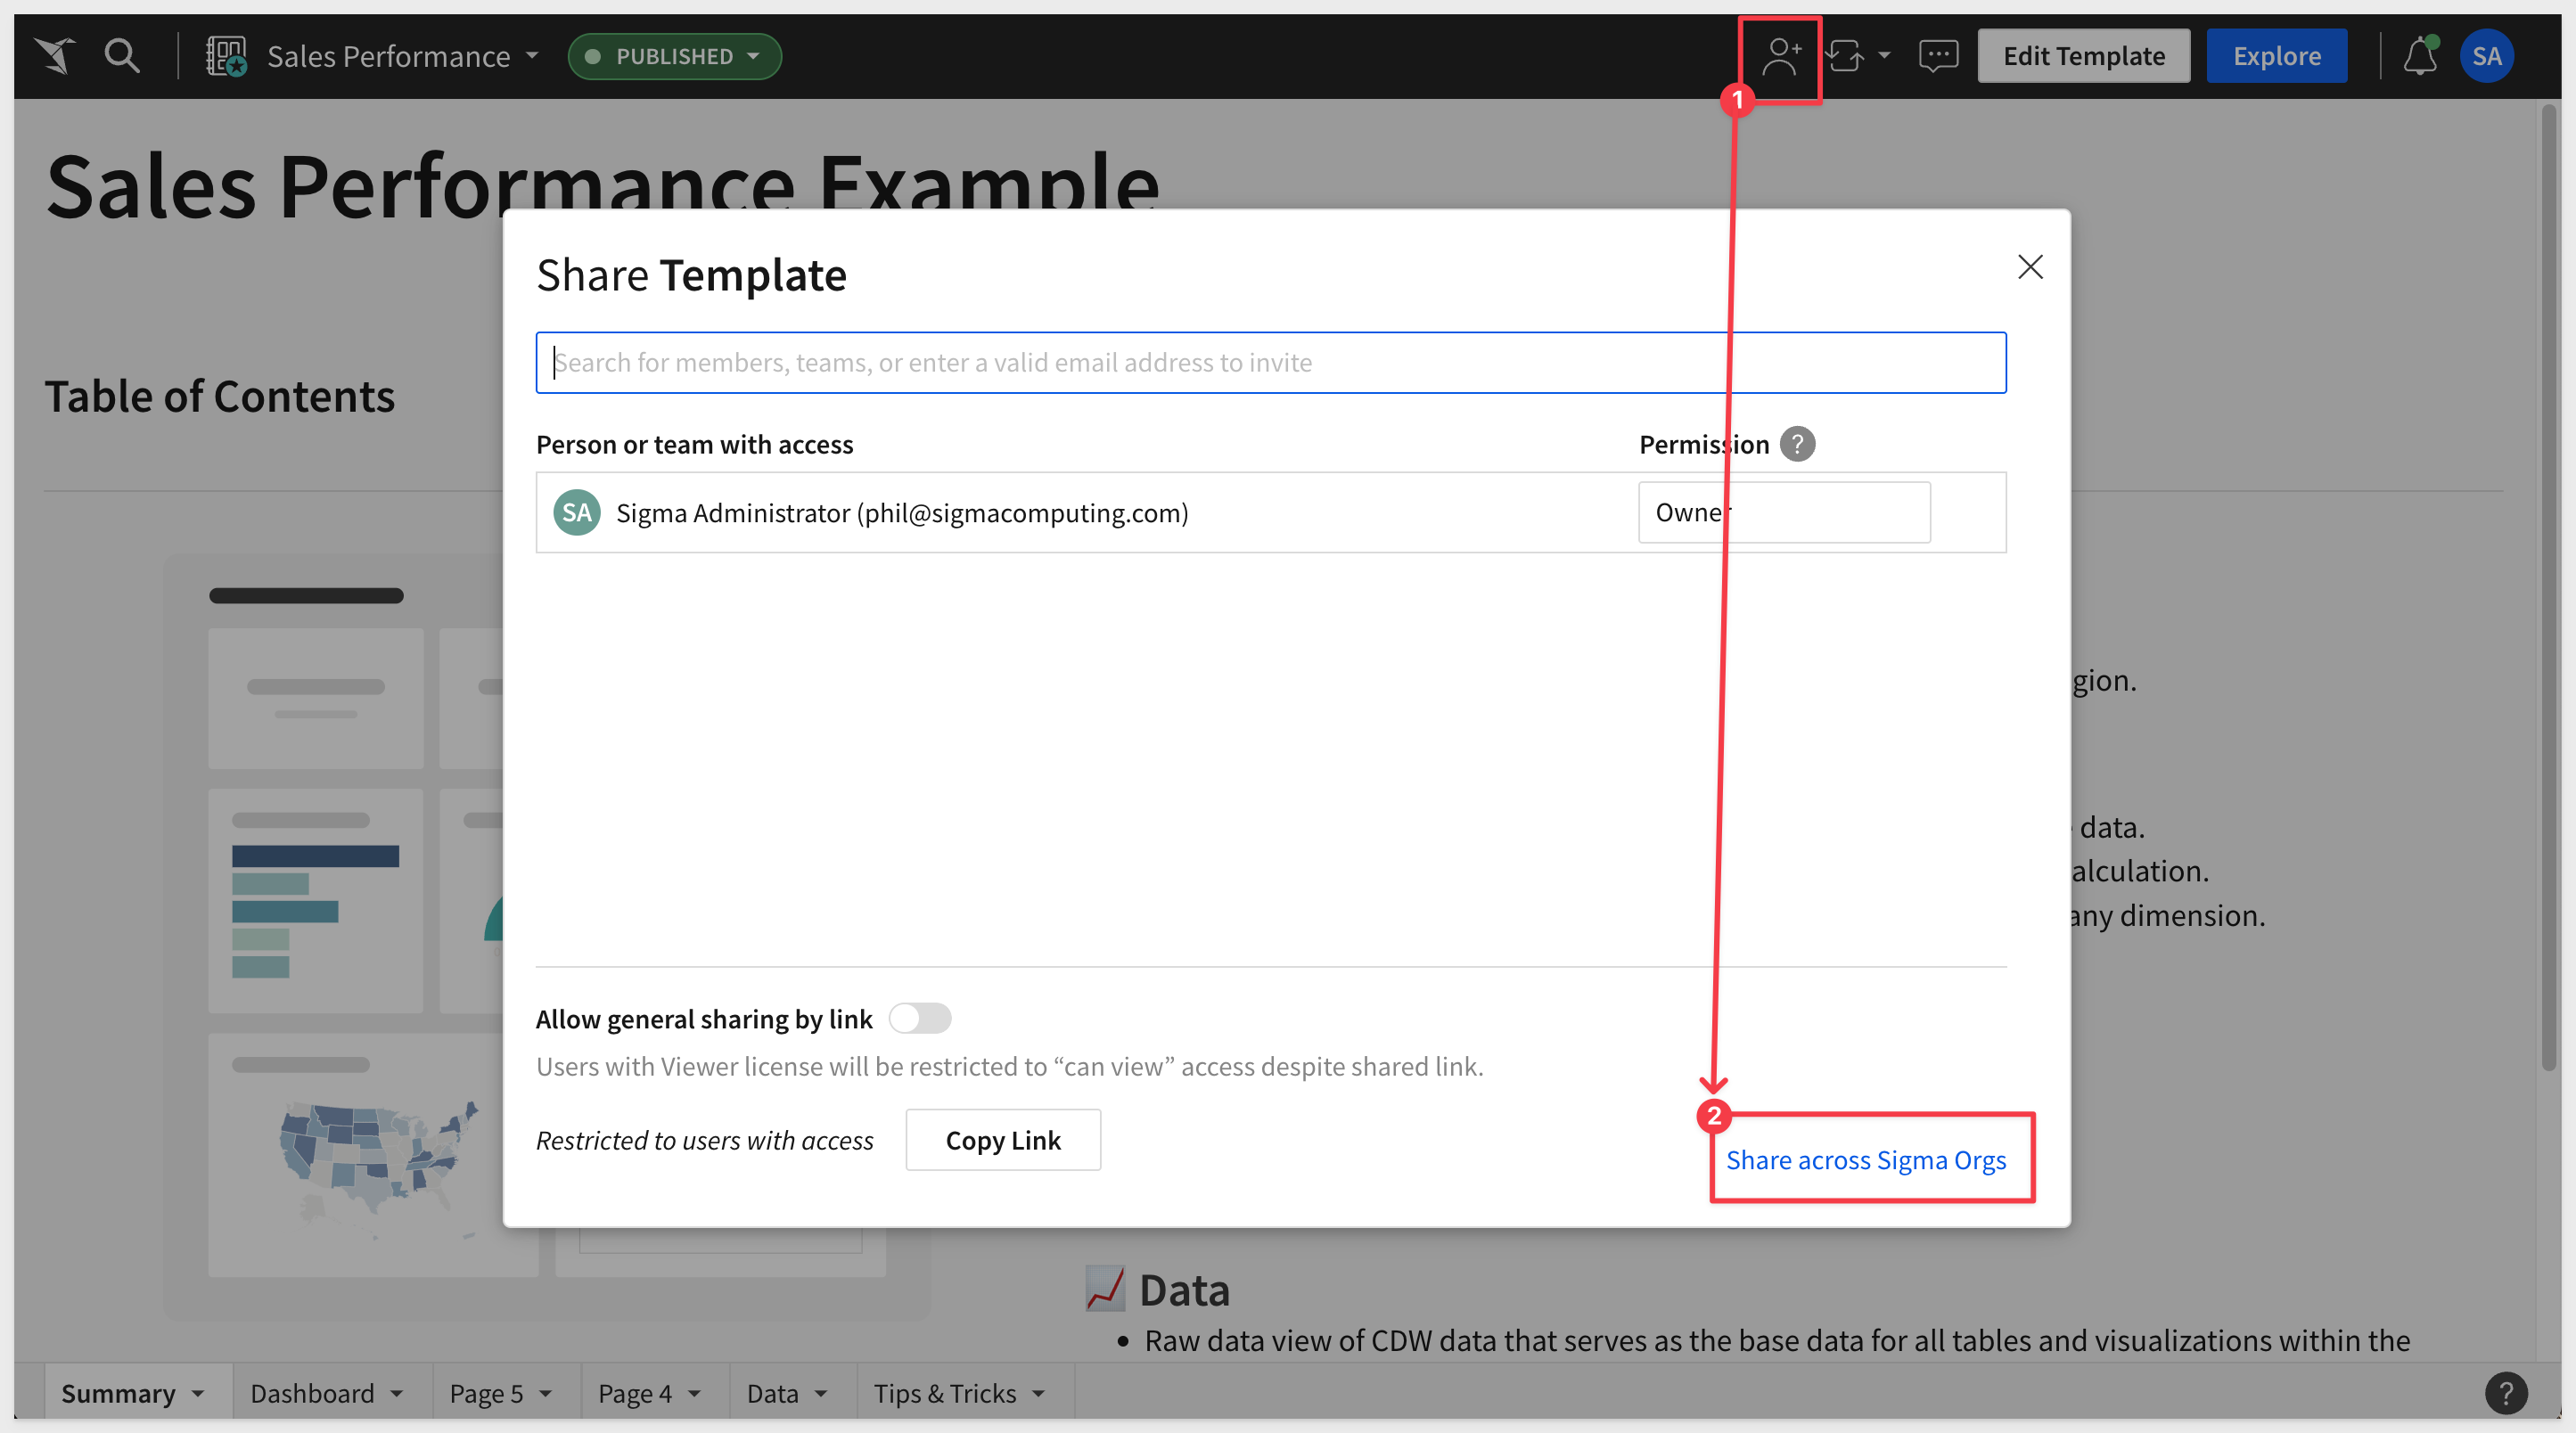 Sales Performance
PUBLISHED
1
Edit Template
Explore
SA
Sales Performance Example
Table of Contents
Share Template
Search for members, teams, or enter a valid email address to invite
Person or team with access
Permission ?
SA Sigma Administrator (phil@sigmacomputing.com)
Owner
gion.
data.
alculation.
any dimension.
Allow general sharing by link
Users with Viewer license will be restricted to “can view” access despite shared link.
Restricted to users with access
Copy Link
2
Share across Sigma Orgs
Data
• Raw data view of CDW data that serves as the base data for all tables and visualizations within the
Summary
Dashboard
Page 5
Page 4
Data
Tips & Tricks
?